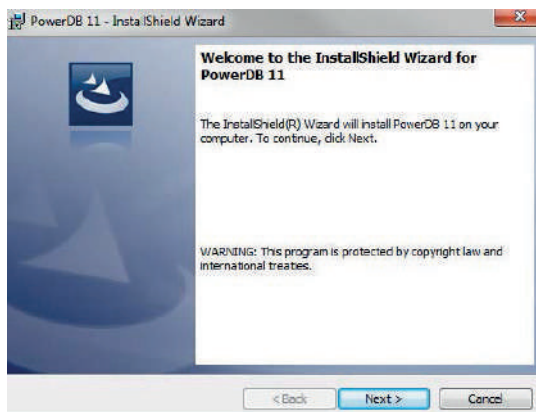 PowerDB 11 - InstallShield Wizard
Welcome to the InstallShield Wizard for
PowerDB 11
The InstallShield(R) Wizard will install PowerDB 11 on your
computer. To continue, click Next.
WARNING: This program is protected by copyright law and
international treaties.
< Back Next > Cancel